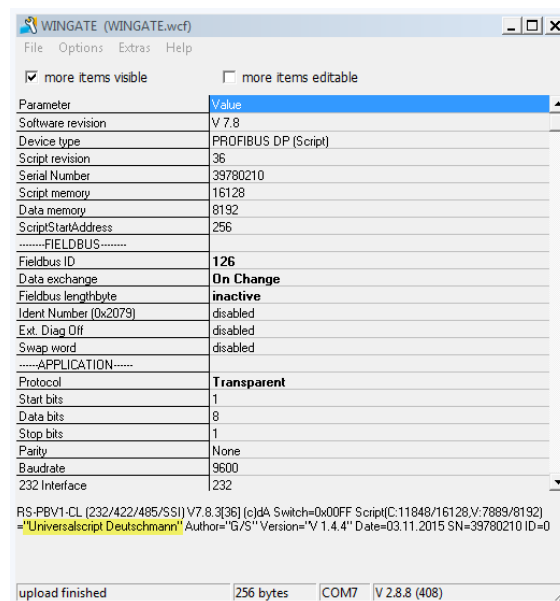 WINGATE (WINGATE.wcf)
File Options Extras Help
more items visible more items editable
Parameter Value
Software revision V 7.8
Device type PROFIBUS DP (Script)
Script revision 36
Serial Number 39780210
Script memory 16128
Data memory 8192
ScriptStartAddress 256
--------FIELDBUS--------
Fieldbus ID 126
Data exchange On Change
Fieldbus lengthbyte inactive
Ident Number (0x2079) disabled
Ext. Diag Off disabled
Swap word disabled
------APPLICATION------
Protocol Transparent
Start bits 1
Data bits 8
Stop bits 1
Parity None
Baudrate 9600
232 Interface 232
RS-PBV1-CL (232/422/485/SSI) V7.8.3[36] (c)dA Switch=0x00FF Script(C:11848/16128,V:7889/8192)
="Universalscript Deutschmann" Author="G/S" Version="V 1.4.4" Date=03.11.2015 SN=39780210 ID=0
upload finished 256 bytes COM7 V 2.8.8 (408)